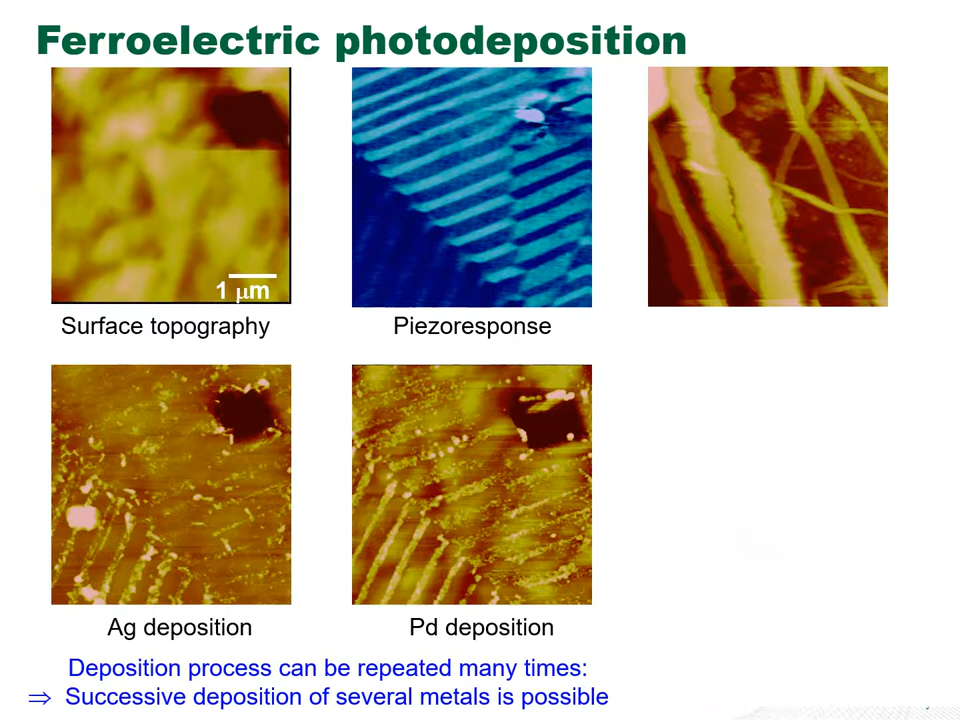 Ferroelectric photodeposition
1 μm
Surface topography
Piezoresponse
Ag deposition
Pd deposition
Deposition process can be repeated many times:
⇒ Successive deposition of several metals is possible